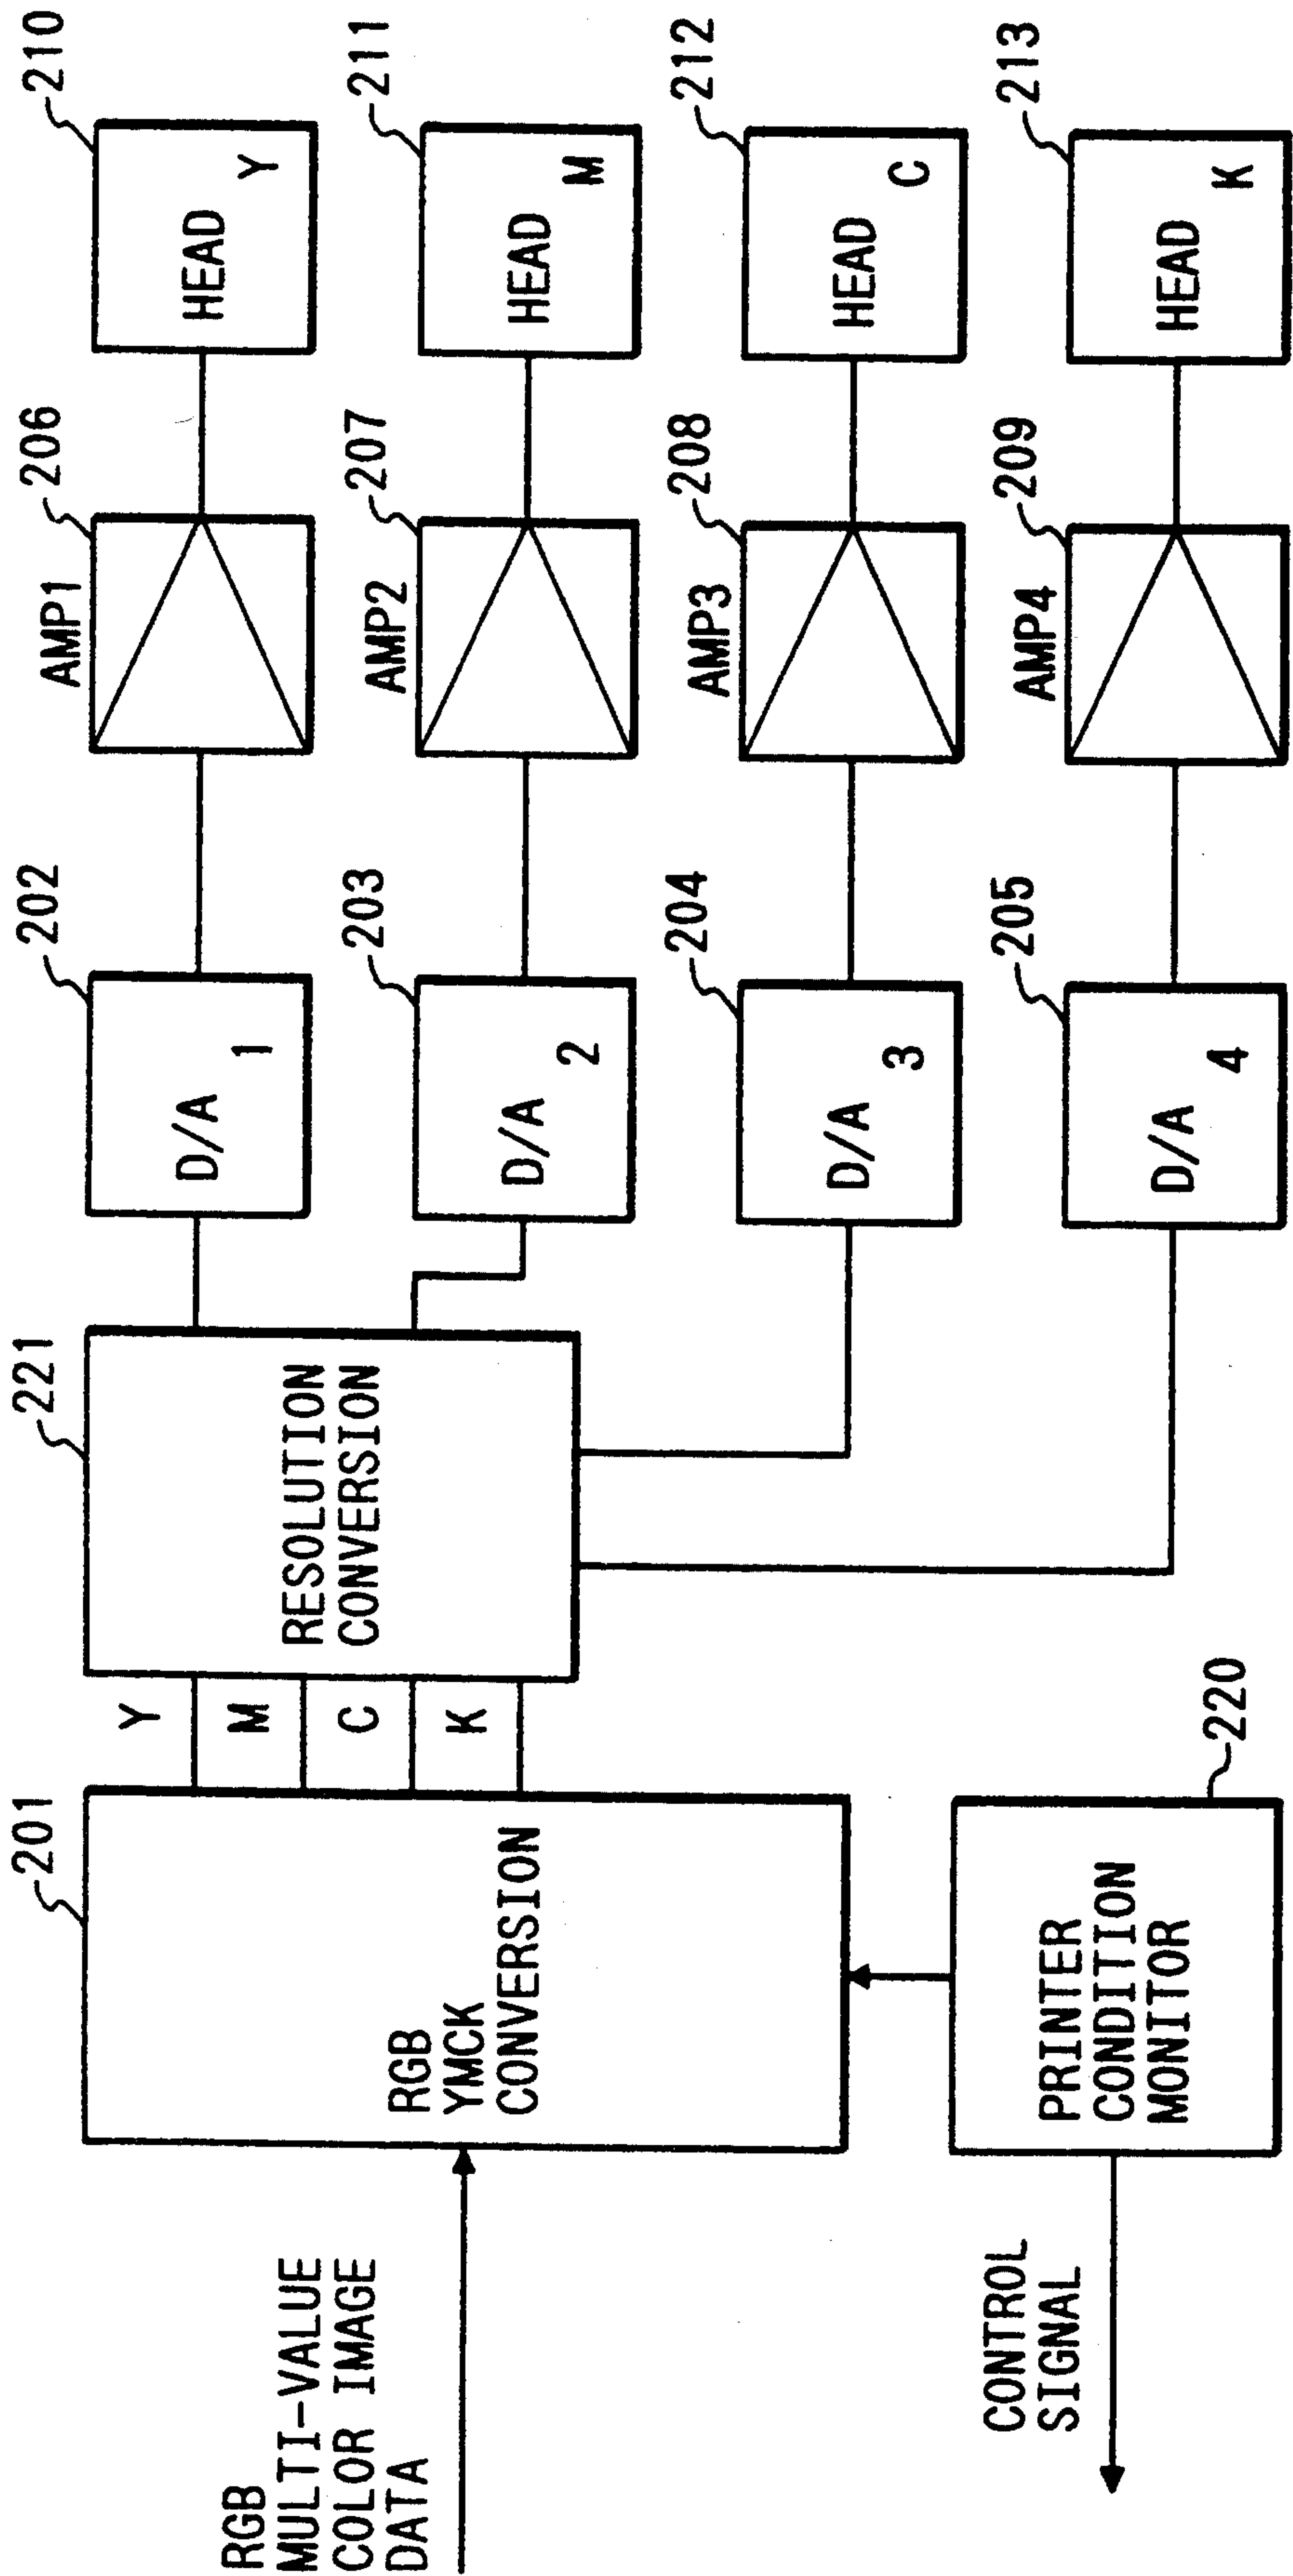 RGB
MULTI-VALUE
COLOR IMAGE
DATA
201
RGB
YMCK
CONVERSION
Y
M
C
K
221
RESOLUTION
CONVERSION
202
D/A
1
AMP1
206
HEAD
Y
210
203
D/A
2
AMP2
207
HEAD
M
211
204
D/A
3
AMP3
208
HEAD
C
212
205
D/A
4
AMP4
209
HEAD
K
213
CONTROL
SIGNAL
PRINTER
CONDITION
MONITOR
220